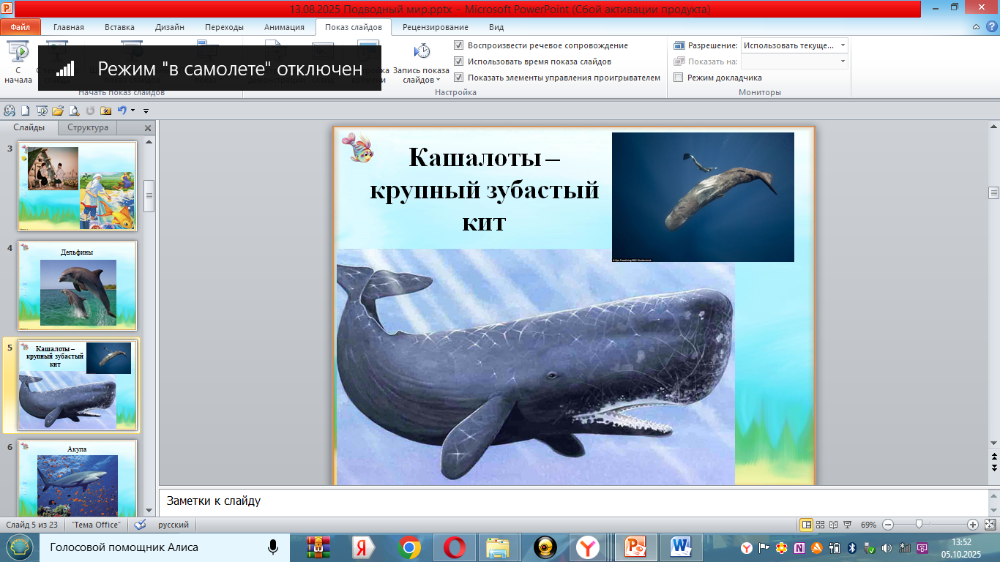 13.08.2025 Подводный мир.pptx - Microsoft PowerPoint (Сбой активации продукта)
Файл Главная Вставка Дизайн Переходы Анимация Показ слайдов Рецензирование Вид
Режим "в самолете" отключен
С
начала
Запись показа
слайдов
Начать показ слайдов
Воспроизвести речевое сопровождение
Использовать время показа слайдов
Показать элементы управления проигрывателем
Настройка
Разрешение: Использовать текуще...
Показать на:
Режим докладчика
Мониторы
Слайды Структура
3
4
Дельфины
5
Кашалоты –
крупный зубастый
кит
6
Акула
Кашалоты –
крупный зубастый
кит
Заметки к слайду
Слайд 5 из 23 "Тема Office" русский 69%
Голосовой помощник Алиса
13:52
05.10.2025